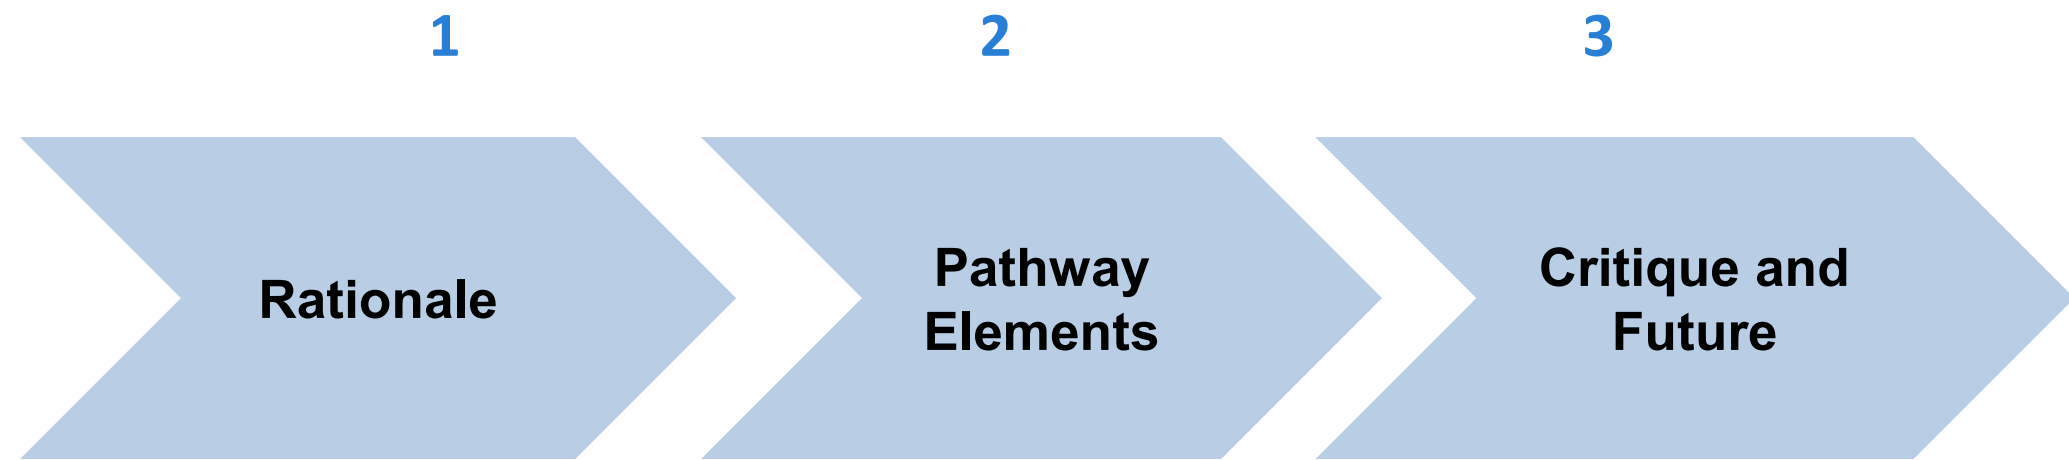 1
2
3
Rationale
Pathway
Elements
Critique and
Future